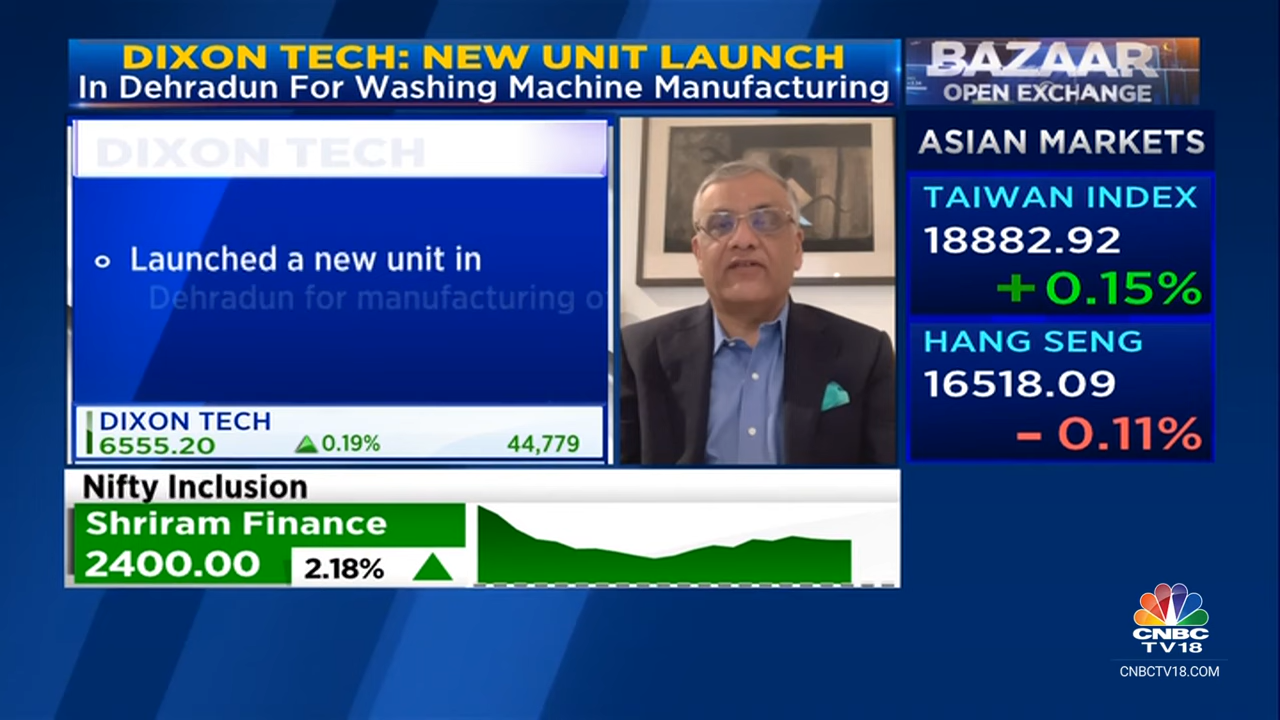 DIXON TECH: NEW UNIT LAUNCH
In Dehradun For Washing Machine Manufacturing
BAZAAR
OPEN EXCHANGE
DIXON TECH
Launched a new unit in
Dehradun for manufacturing of
DIXON TECH
6555.20 0.19% 44,779
ASIAN MARKETS
TAIWAN INDEX
18882.92
+0.15%
HANG SENG
16518.09
- 0.11%
Nifty Inclusion
Shriram Finance
2400.00 2.18%
CNBC
TV18
CNBCTV18.COM